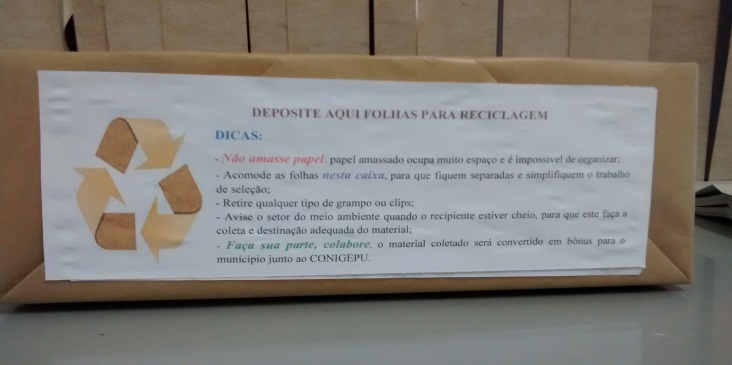 DEPOSITE AQUI FOLHAS PARA RECICLAGEM
DICAS:
- Não amasse papel: papel amassado ocupa muito espaço e é impossível de organizar;
- Acomode as folhas nesta caixa, para que fiquem separadas e simplifiquem o trabalho
de seleção;
- Retire qualquer tipo de grampo ou clips;
- Avise o setor do meio ambiente quando o recipiente estiver cheio, para que este faça a
coleta e destinação adequada do material;
- Faça sua parte, colabore, o material coletado será convertido em bônus para o
município junto ao CONIGEPU.